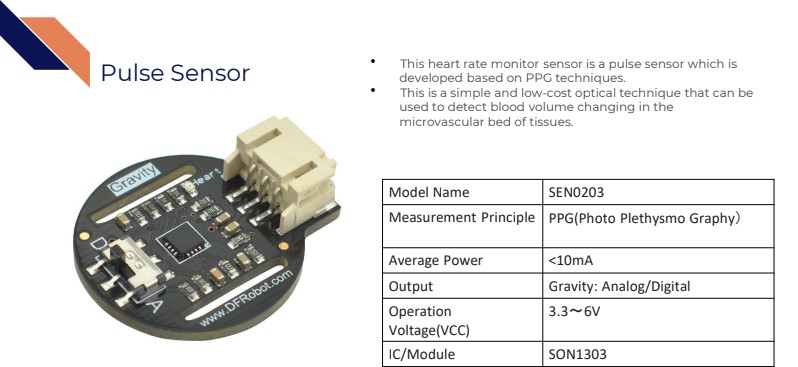 Pulse Sensor
This heart rate monitor sensor is a pulse sensor which is
developed based on PPG techniques.
This is a simple and low-cost optical technique that can be
used to detect blood volume changing in the
microvascular bed of tissues.
Gravity
Heart
D
A
www.DFRobot.com
Model Name SEN0203
Measurement Principle PPG(Photo Plethysmo Graphy）
Average Power <10mA
Output Gravity: Analog/Digital
Operation 3.3～6V
Voltage(VCC)
IC/Module SON1303